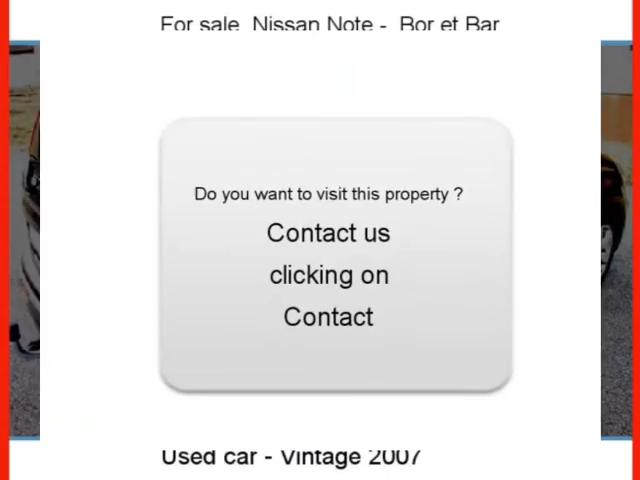 For sale Nissan Note - Bor et Bar
Do you want to visit this property ?
Contact us
clicking on
Contact
Used car - Vintage 2007